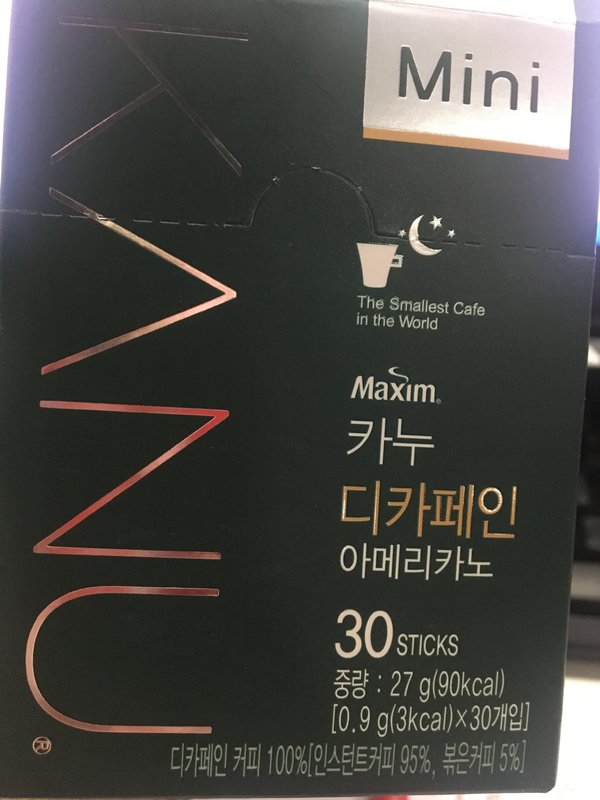 KANU
Mini
The Smallest Cafe
in the World
Maxim®
카누
디카페인
아메리카노
30 STICKS
중량 : 27 g(90kcal)
[0.9 g(3kcal)×30개입]
디카페인 커피 100%[인스턴트커피 95%, 볶은커피 5%]